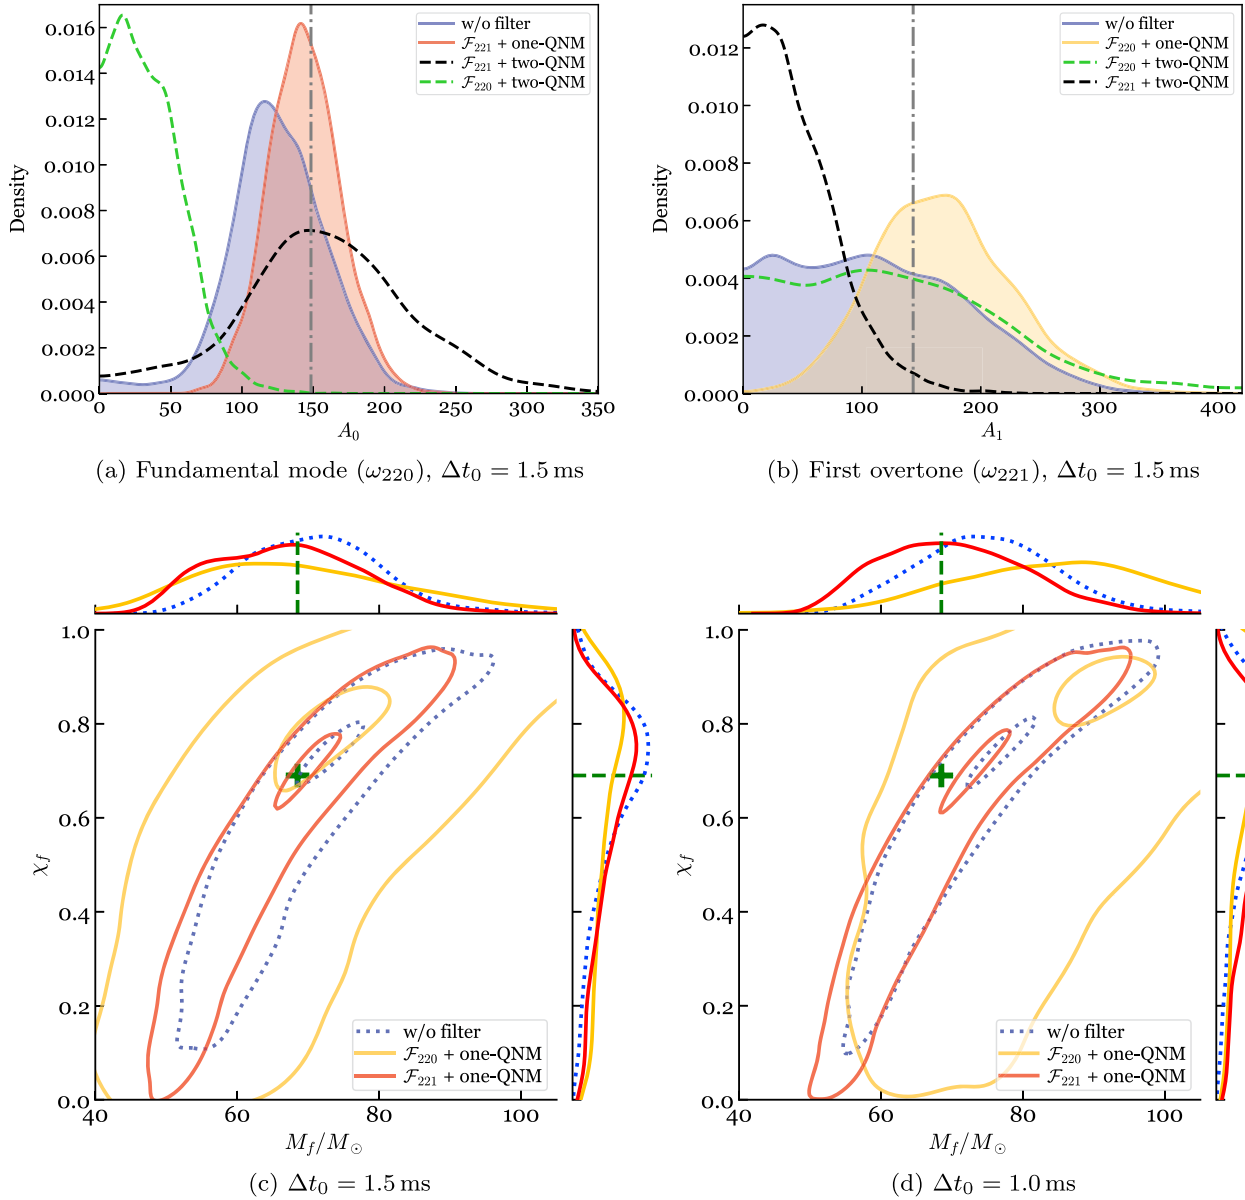 w/o filter
F₂₂₁ + one-QNM
F₂₂₁ + two-QNM
F₂₂₀ + two-QNM
0.016
0.014
0.012
0.010
0.008
0.006
0.004
0.002
0.000
Density
0 50 100 150 200 250 300 350
A₀
(a) Fundamental mode (ω₂₂₀), Δt₀ = 1.5 ms
w/o filter
F₂₂₀ + one-QNM
F₂₂₀ + two-QNM
F₂₂₁ + two-QNM
0.012
0.010
0.008
0.006
0.004
0.002
0.000
Density
0 100 200 300 400
A₁
(b) First overtone (ω₂₂₁), Δt₀ = 1.5 ms
1.0
0.8
0.6
0.4
0.2
0.0
χ_f
w/o filter
F₂₂₀ + one-QNM
F₂₂₁ + one-QNM
40 60 80 100
M_f/M_⊙
(c) Δt₀ = 1.5 ms
1.0
0.8
0.6
0.4
0.2
0.0
χ_f
w/o filter
F₂₂₀ + one-QNM
F₂₂₁ + one-QNM
40 60 80 100
M_f/M_⊙
(d) Δt₀ = 1.0 ms